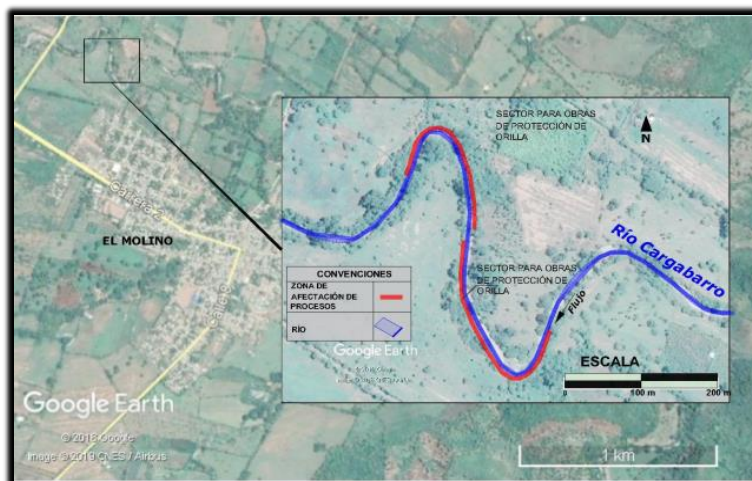 SECTOR PARA OBRAS
DE PROTECCIÓN DE
ORILLA
N
Río Cargabarro
Carrera 2
EL MOLINO
CONVENCIONES
ZONA DE
AFECTACIÓN DE
PROCESOS
RÍO
SECTOR PARA OBRAS
DE PROTECCIÓN DE
ORILLA
Flujo
Google Earth
ESCALA
0
100 m
200 m
Google Earth
© 2018 Google
Image © 2019 CNES / Airbus
1 km